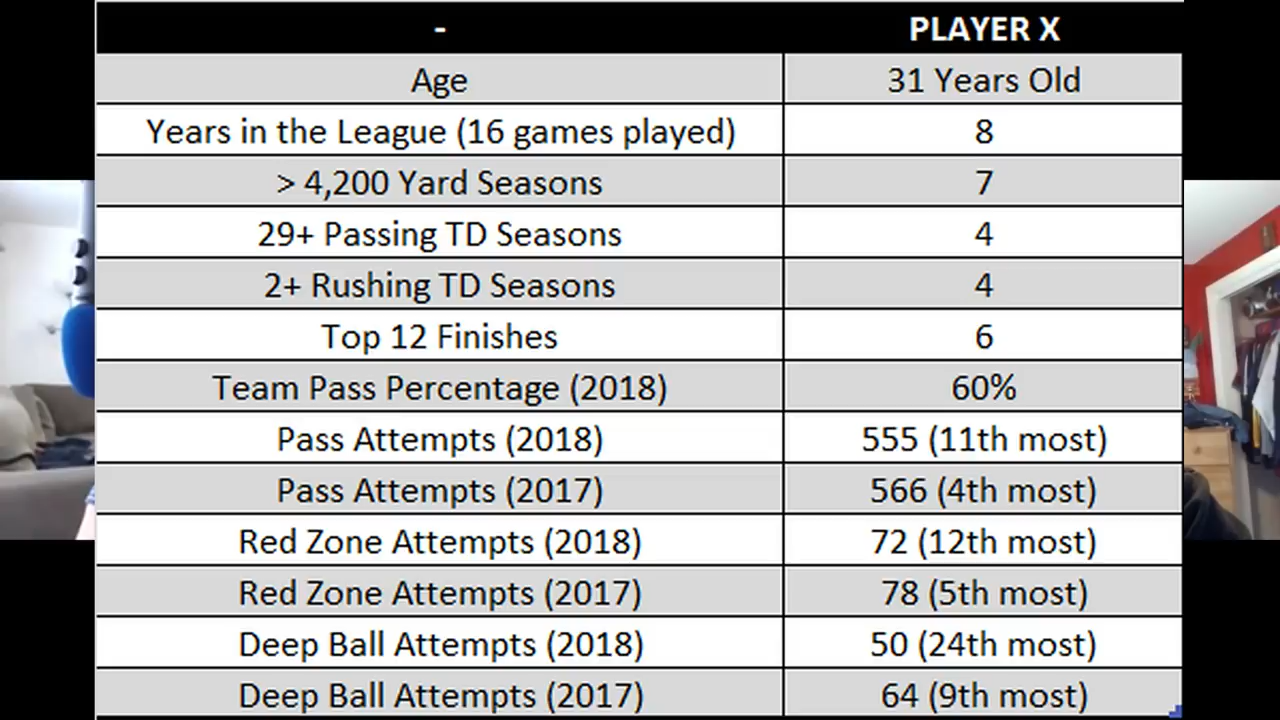 - PLAYER X
Age 31 Years Old
Years in the League (16 games played) 8
> 4,200 Yard Seasons 7
29+ Passing TD Seasons 4
2+ Rushing TD Seasons 4
Top 12 Finishes 6
Team Pass Percentage (2018) 60%
Pass Attempts (2018) 555 (11th most)
Pass Attempts (2017) 566 (4th most)
Red Zone Attempts (2018) 72 (12th most)
Red Zone Attempts (2017) 78 (5th most)
Deep Ball Attempts (2018) 50 (24th most)
Deep Ball Attempts (2017) 64 (9th most)